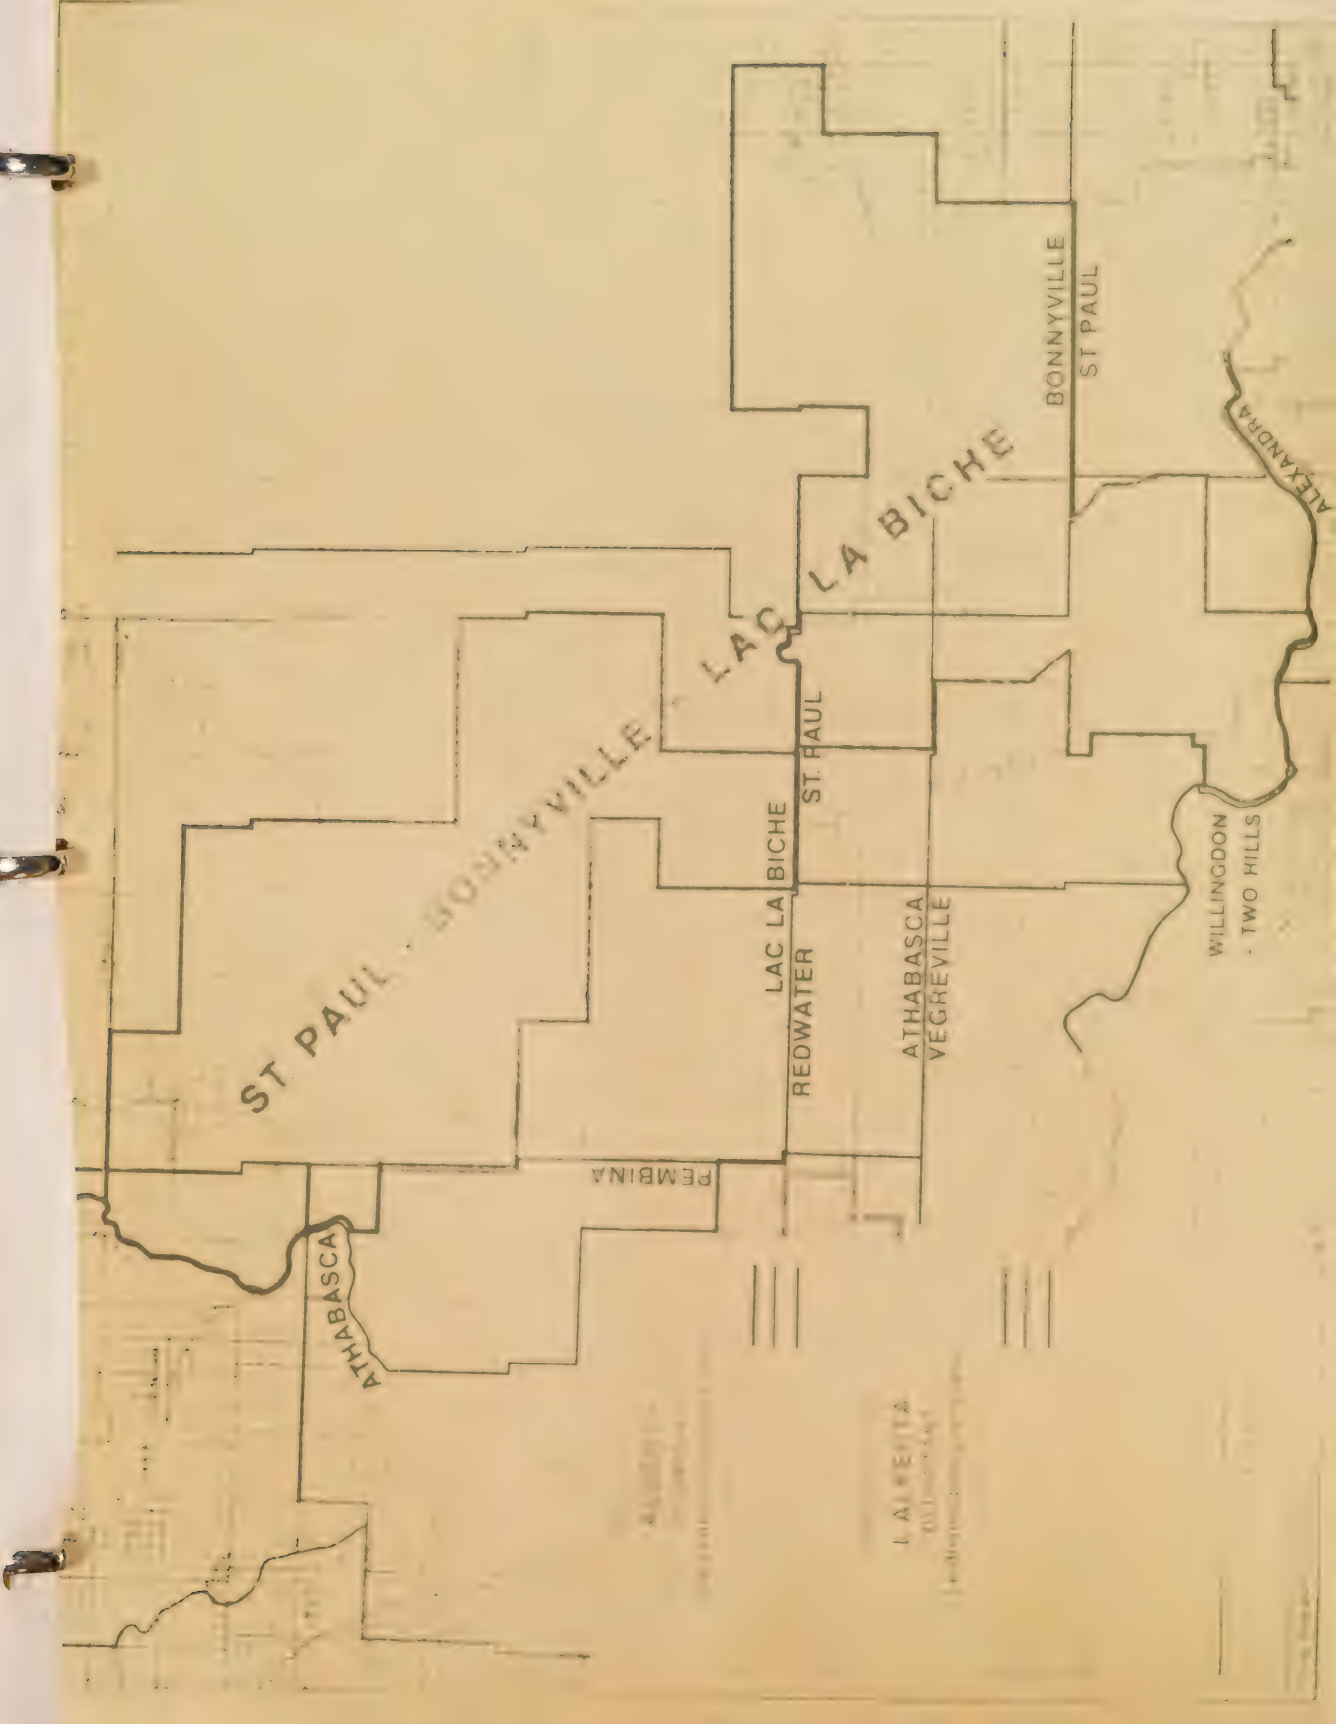 ST. PAUL - BONNYVILLE - LAC LA BICHE
BONNYVILLE
ST PAUL
ALEXANDRA
ST. PAUL
LAC LA BICHE
REDWATER
ATHABASCA
VEGREVILLE
WILLINGDON
- TWO HILLS
PEMBINA
ATHABASCA